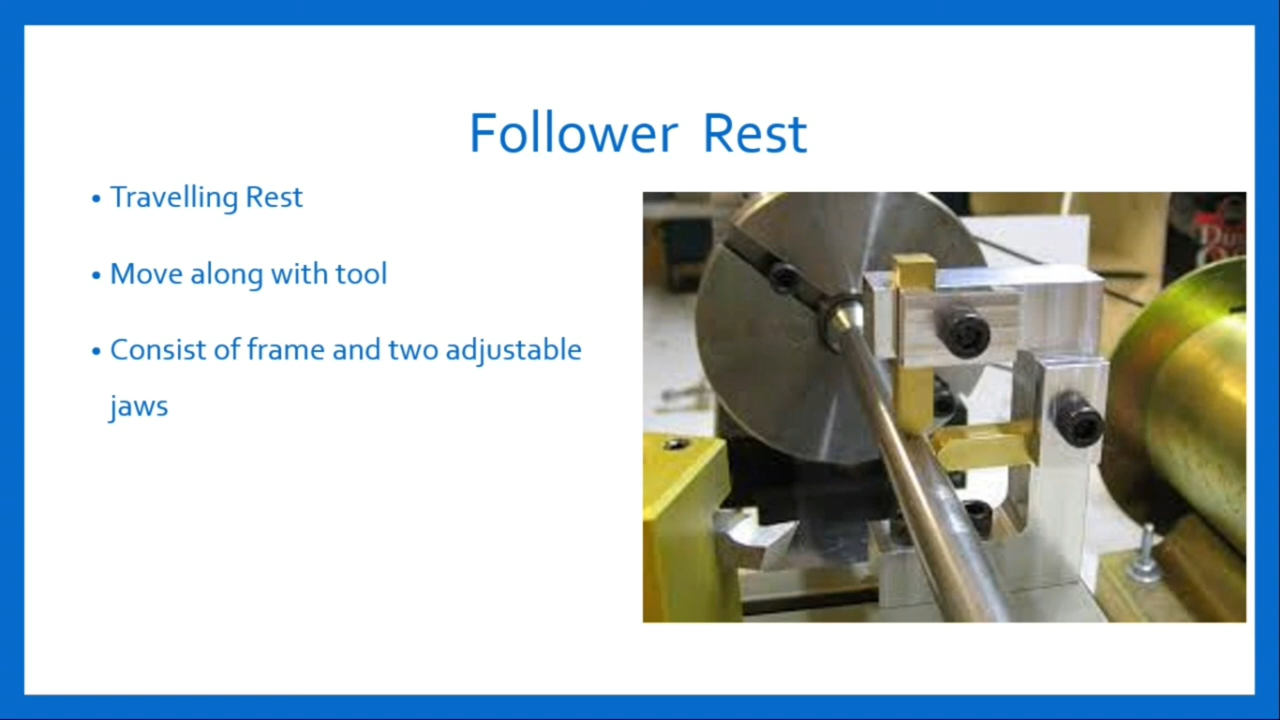 Follower Rest
• Travelling Rest
• Move along with tool
• Consist of frame and two adjustable
jaws